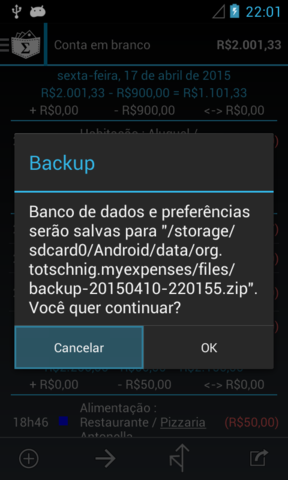 22:01
Conta em branco R$2.001,33
sexta-feira, 17 de abril de 2015
R$2.001,33 - R$900,00 = R$1.101,33
+ R$0,00 - R$900,00 <-> R$0,00
Habitação : Aluguel /
Backup
Banco de dados e preferências
serão salvas para "/storage/
sdcard0/Android/data/org.
totschnig.myexpenses/files/
backup-20150410-220155.zip".
Você quer continuar?
Cancelar OK
+ R$0,00 - R$50,00 <-> R$0,00
Alimentação :
18h46 Restaurante / Pizzaria (R$50,00)